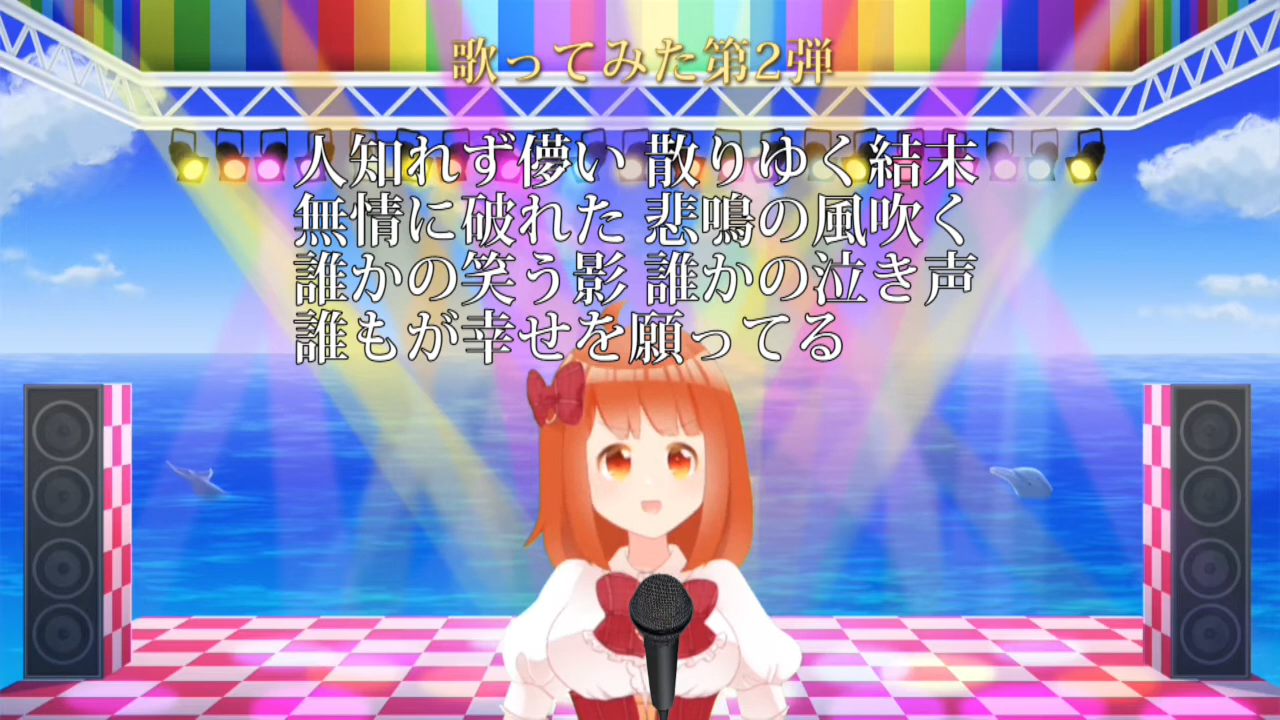 歌ってみた第2弾
人知れず儚い 散りゆく結末
無情に破れた 悲鳴の風吹く
誰かの笑う影 誰かの泣き声
誰もが幸せを願ってる